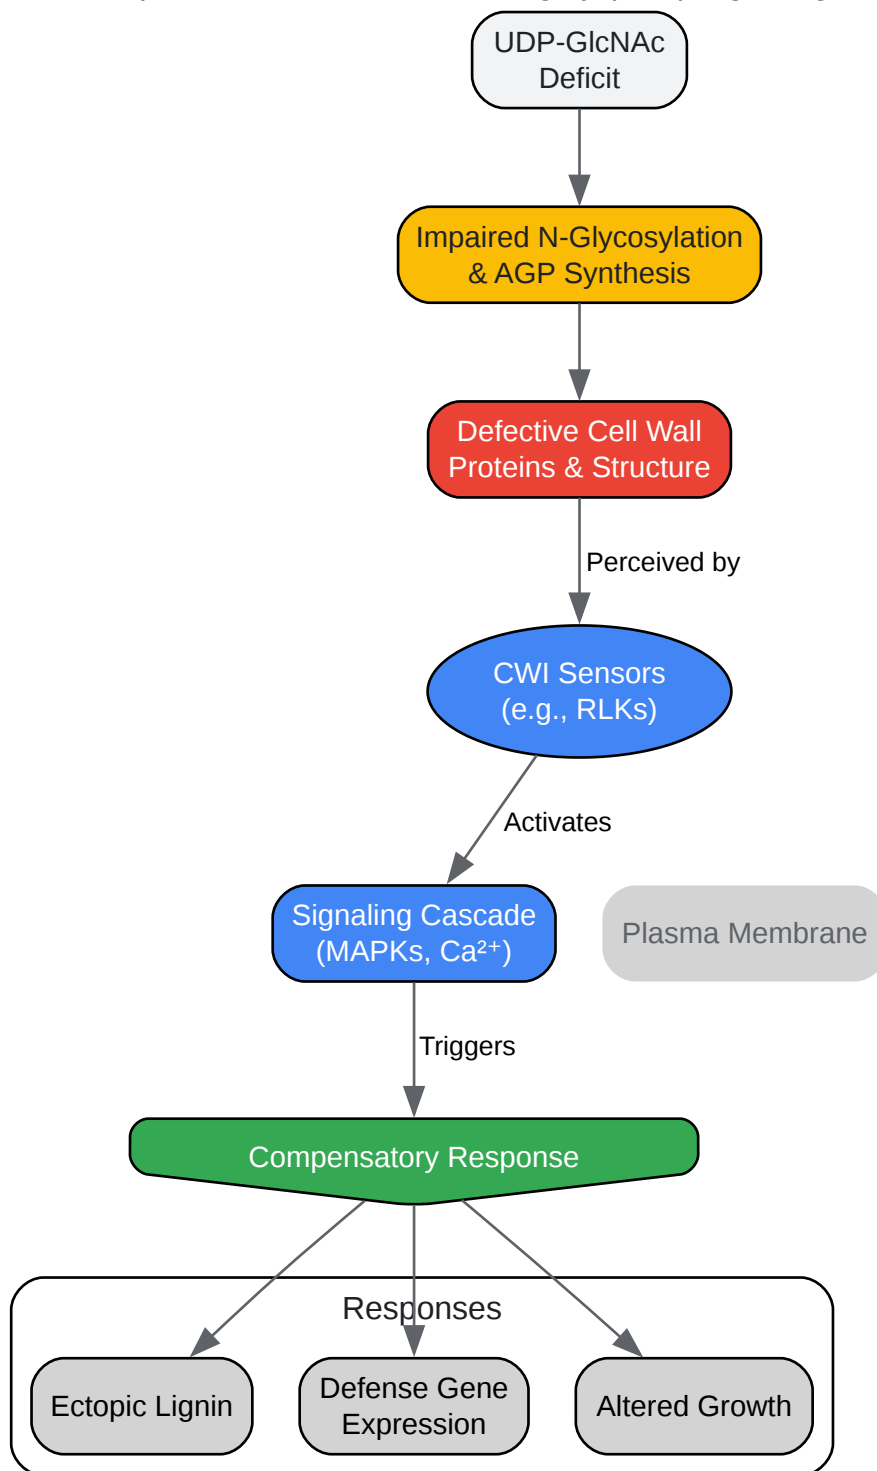 UDP-GlcNAc
Deficit
Impaired N-Glycosylation
& AGP Synthesis
Defective Cell Wall
Proteins & Structure
Perceived by
CWI Sensors
(e.g., RLKs)
Activates
Signaling Cascade
(MAPKs, Ca²⁺)
Plasma Membrane
Triggers
Compensatory Response
Responses
Ectopic Lignin
Defense Gene
Expression
Altered Growth